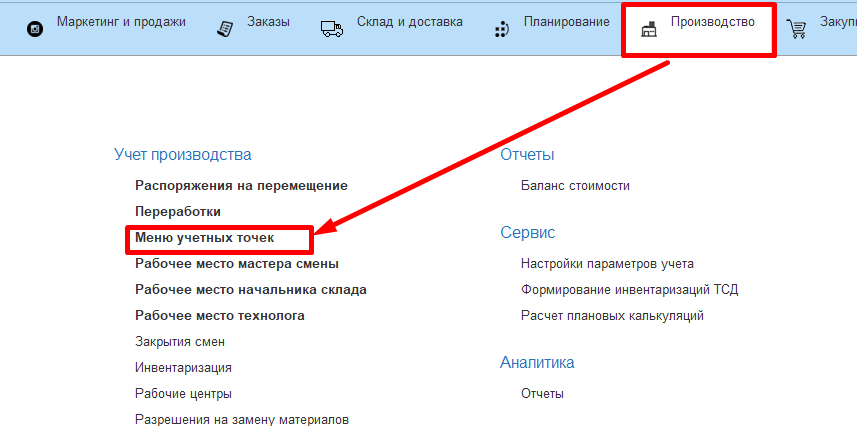 Маркетинг и продажи
Заказы
Склад и доставка
Планирование
Производство
Учет производства
Распоряжения на перемещение
Переработки
Меню учетных точек
Рабочее место мастера смены
Рабочее место начальника склада
Рабочее место технолога
Закрытия смен
Инвентаризация
Рабочие центры
Разрешения на замену материалов
Отчеты
Баланс стоимости
Сервис
Настройки параметров учета
Формирование инвентаризаций ТСД
Расчет плановых калькуляций
Аналитика
Отчеты